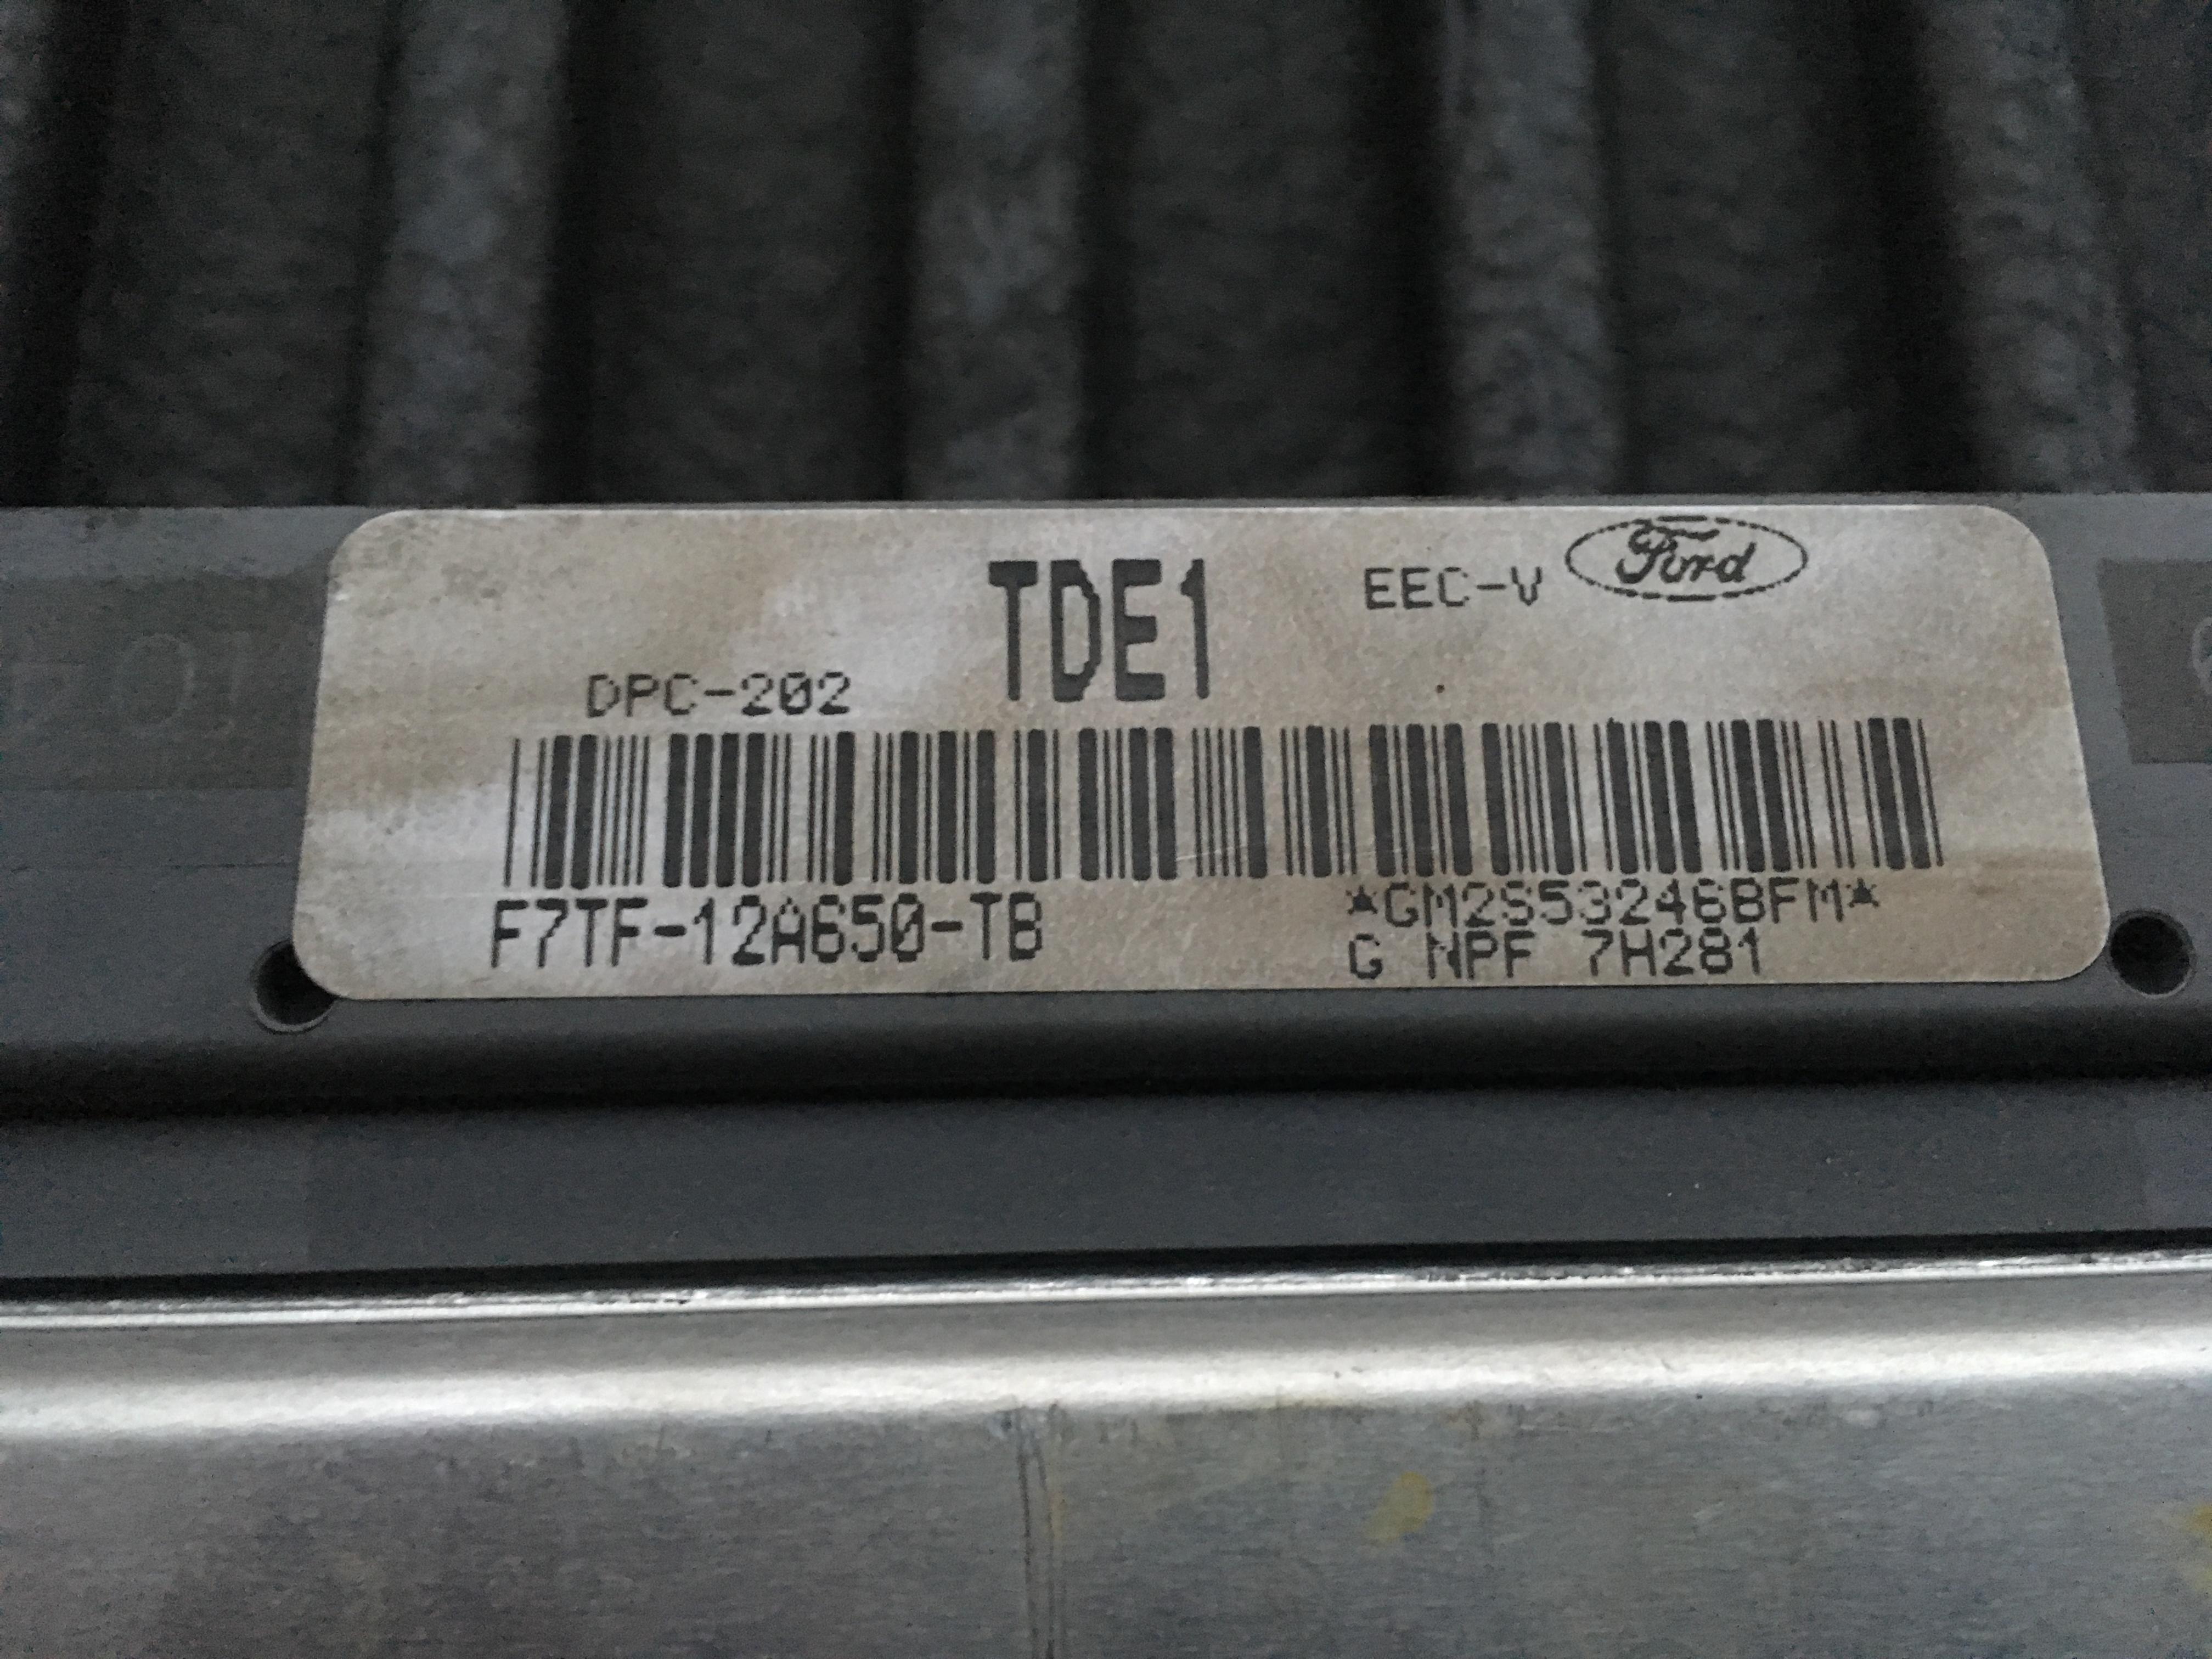 TDE1
EEC-V Ford
DPC-202
F7TF-12A650-TB
*GM2S53246BFM*
G NPF 7H281